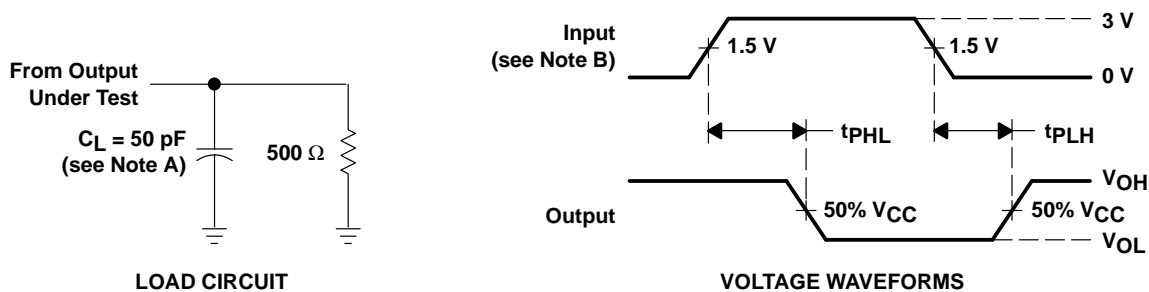 From Output
Under Test
CL = 50 pF
(see Note A)
500 Ω
LOAD CIRCUIT
Input
(see Note B)
1.5 V
1.5 V
3 V
0 V
tPHL
tPLH
Output
50% VCC
50% VCC
VOH
VOL
VOLTAGE WAVEFORMS